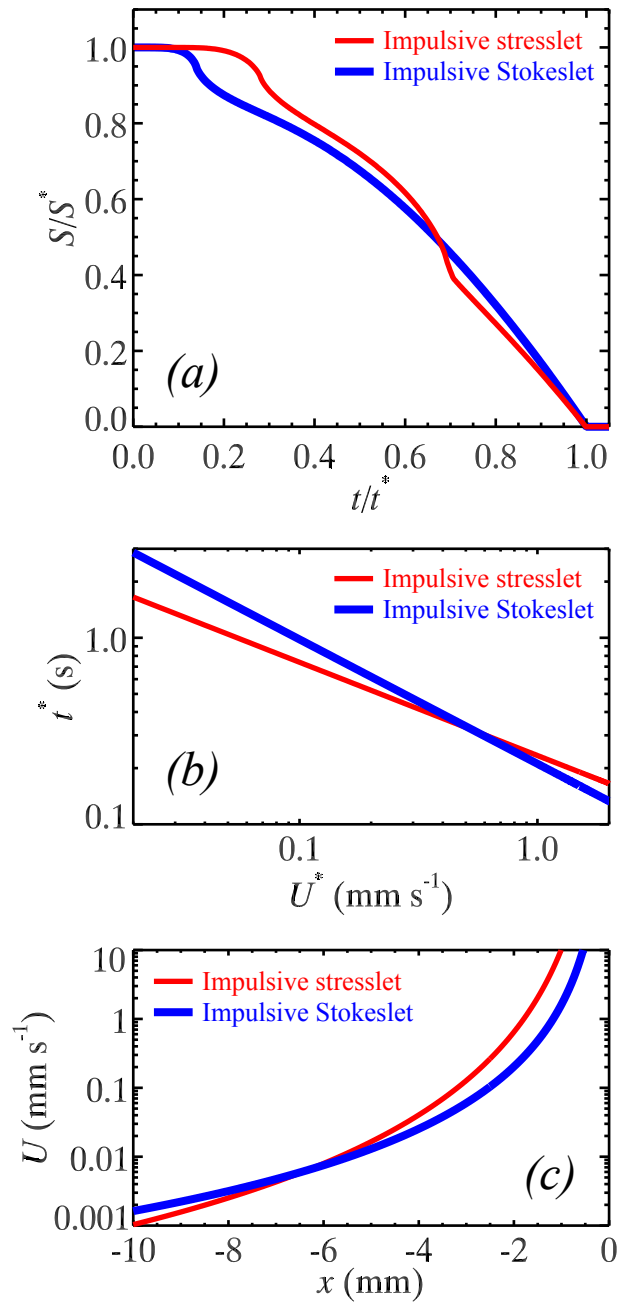 Impulsive stresslet
Impulsive Stokeslet
1.0
0.8
0.6
0.4
0.2
0.0
S/S*
(a)
0.0 0.2 0.4 0.6 0.8 1.0
t/t*
Impulsive stresslet
Impulsive Stokeslet
1.0
0.1
t* (s)
(b)
0.1 1.0
U* (mm s⁻¹)
Impulsive stresslet
Impulsive Stokeslet
10
1
0.1
0.01
0.001
U (mm s⁻¹)
(c)
-10 -8 -6 -4 -2 0
x (mm)